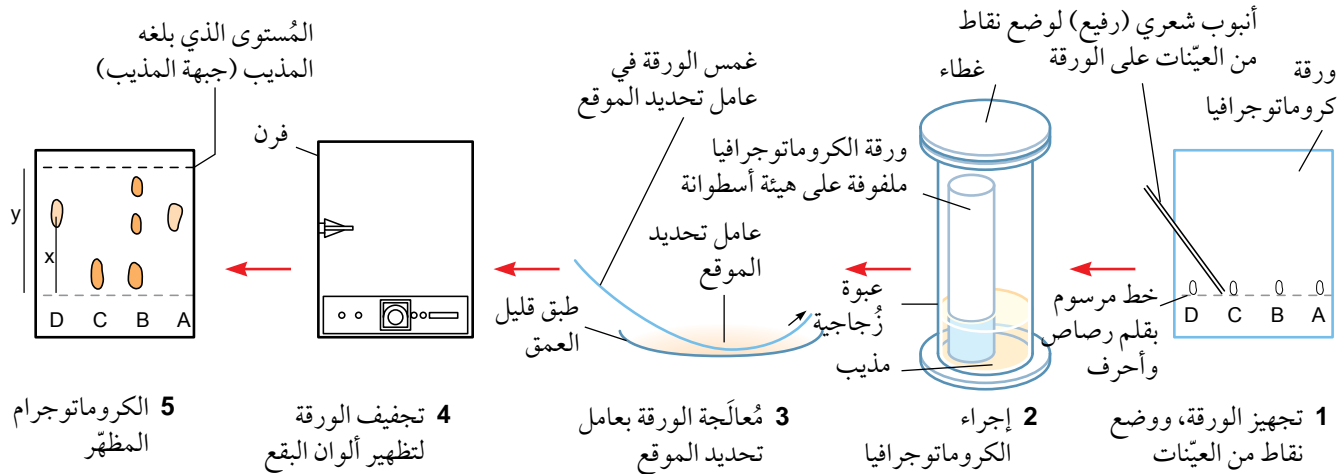 أنبوب شعري (رفيع) لوضع نقاط
من العيّنات على الورقة
ورقة
كروماتوجرافيا
خط مرسوم
بقلم رصاص
وأحرف
D C B A
1 تجهيز الورقة، ووضع
نقاط من العيّنات
غطاء
ورقة الكروماتوجرافيا
ملفوفة على هيئة أسطوانة
عبوة
زُجاجية
مذيب
2 إجراء
الكروماتوجرافيا
غمس الورقة في
عامل تحديد الموقع
عامل تحديد
الموقع
طبق قليل
العمق
3 مُعالَجة الورقة بعامل
تحديد الموقع
فرن
4 تجفيف الورقة
لتظهير ألوان البقع
المُستوى الذي بلغه
المذيب (جبهة المذيب)
y
x
D C B A
5 الكروماتوجرام
المظهّر